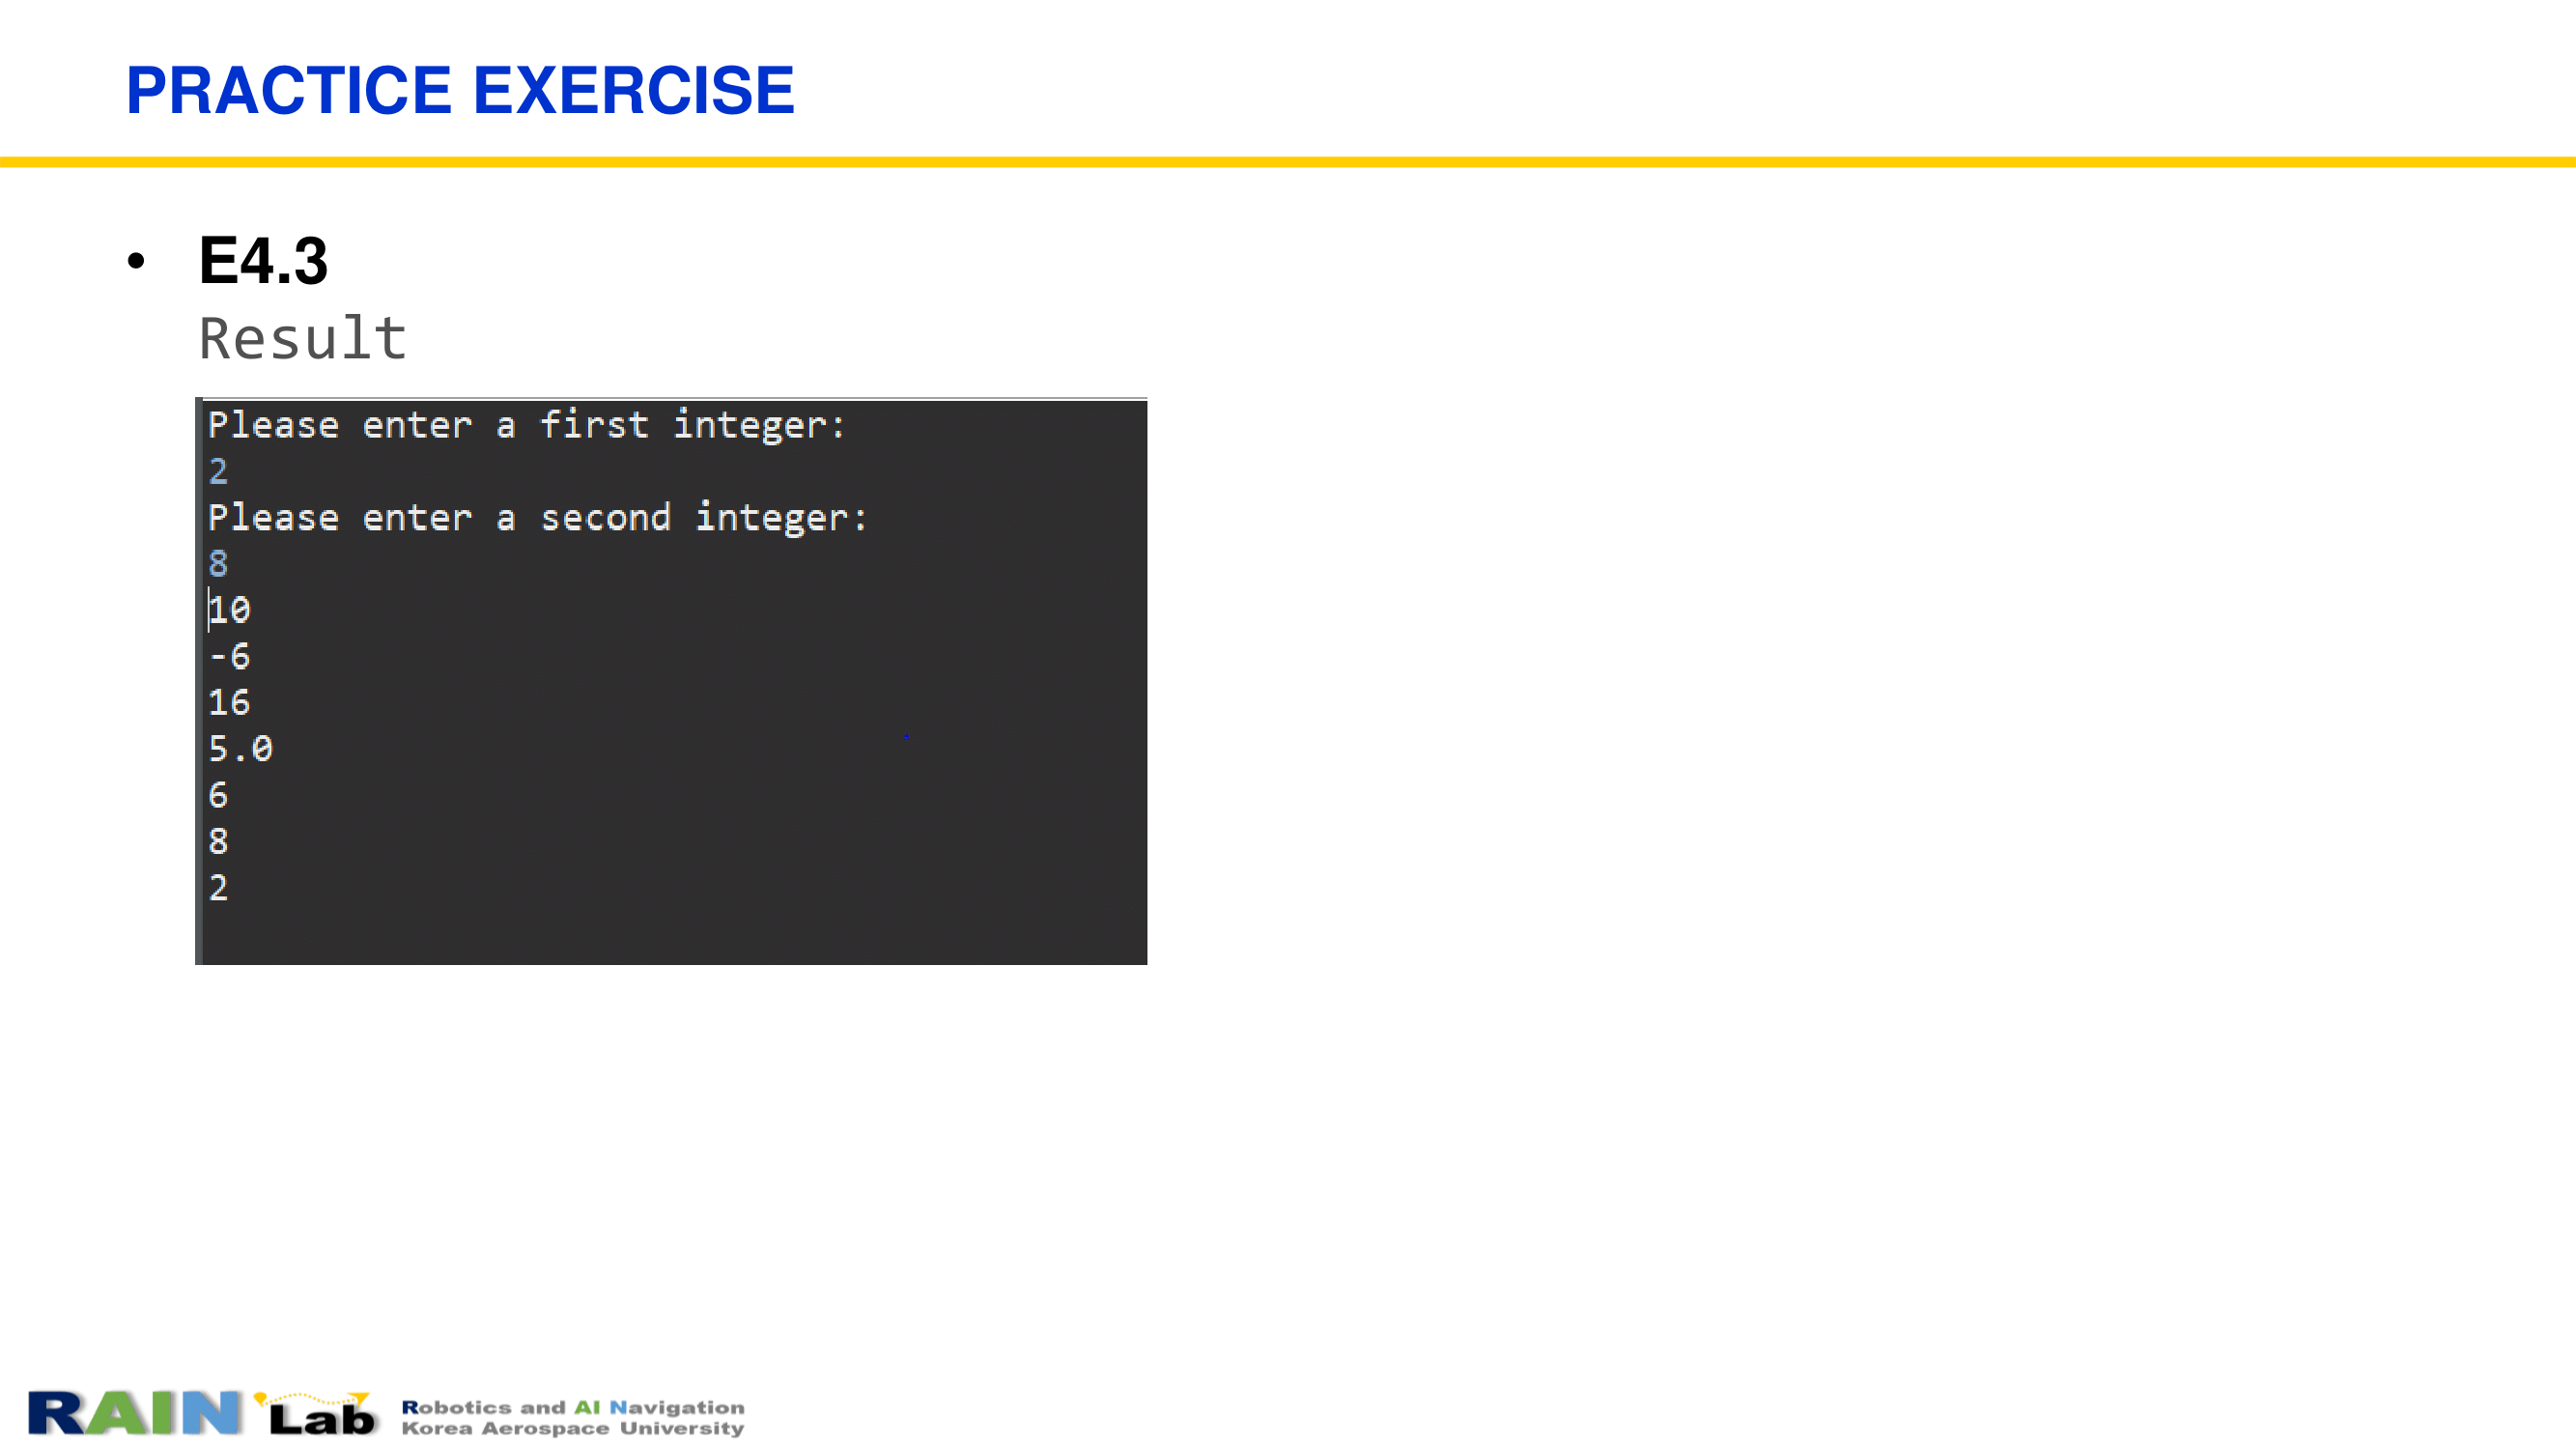 PRACTICE EXERCISE
• E4.3
Result
Please enter a first integer:
2
Please enter a second integer:
8
10
-6
16
5.0
6
8
2
RAIN Lab
Robotics and AI Navigation
Korea Aerospace University